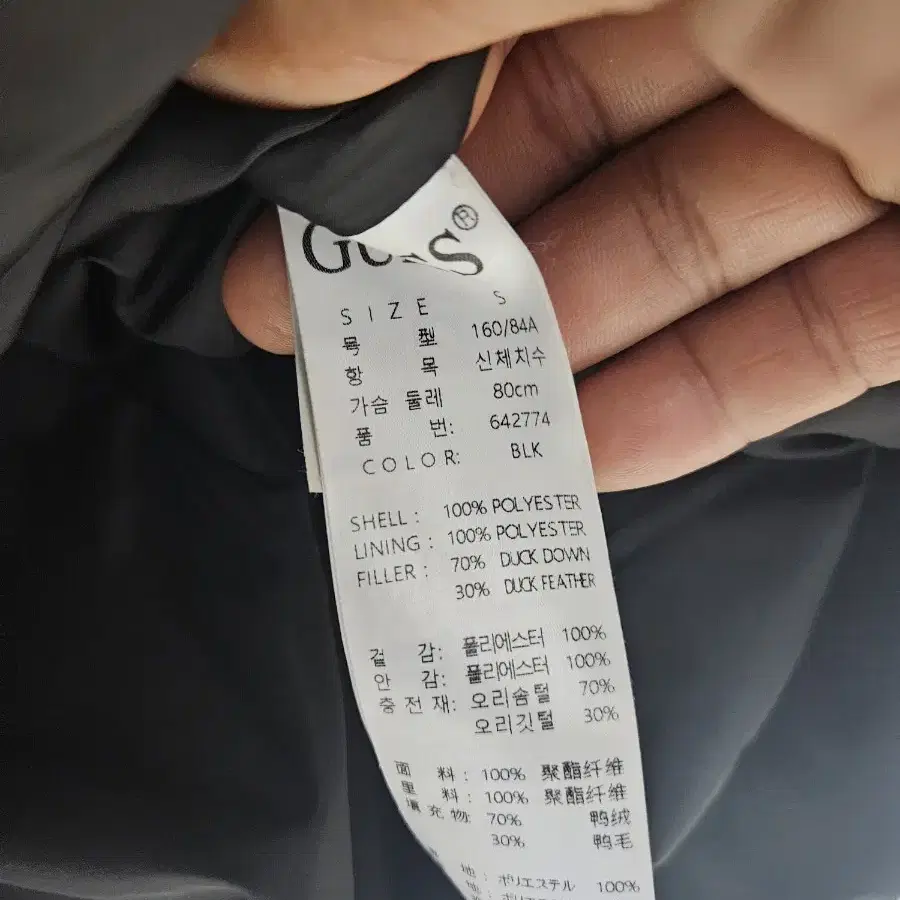 GUESS®
SIZE S
号 型 160/84A
항 목 신체치수
가슴 둘레 80cm
품 번: 642774
COLOR: BLK
SHELL: 100% POLYESTER
LINING: 100% POLYESTER
FILLER: 70% DUCK DOWN
30% DUCK FEATHER
겉 감: 폴리에스터 100%
안 감: 폴리에스터 100%
충전재: 오리솜털 70%
오리깃털 30%
面 料: 100% 聚酯纤维
里 料: 100% 聚酯纤维
填充物: 70% 鸭绒
30% 鸭毛
地: ポリエステル 100%